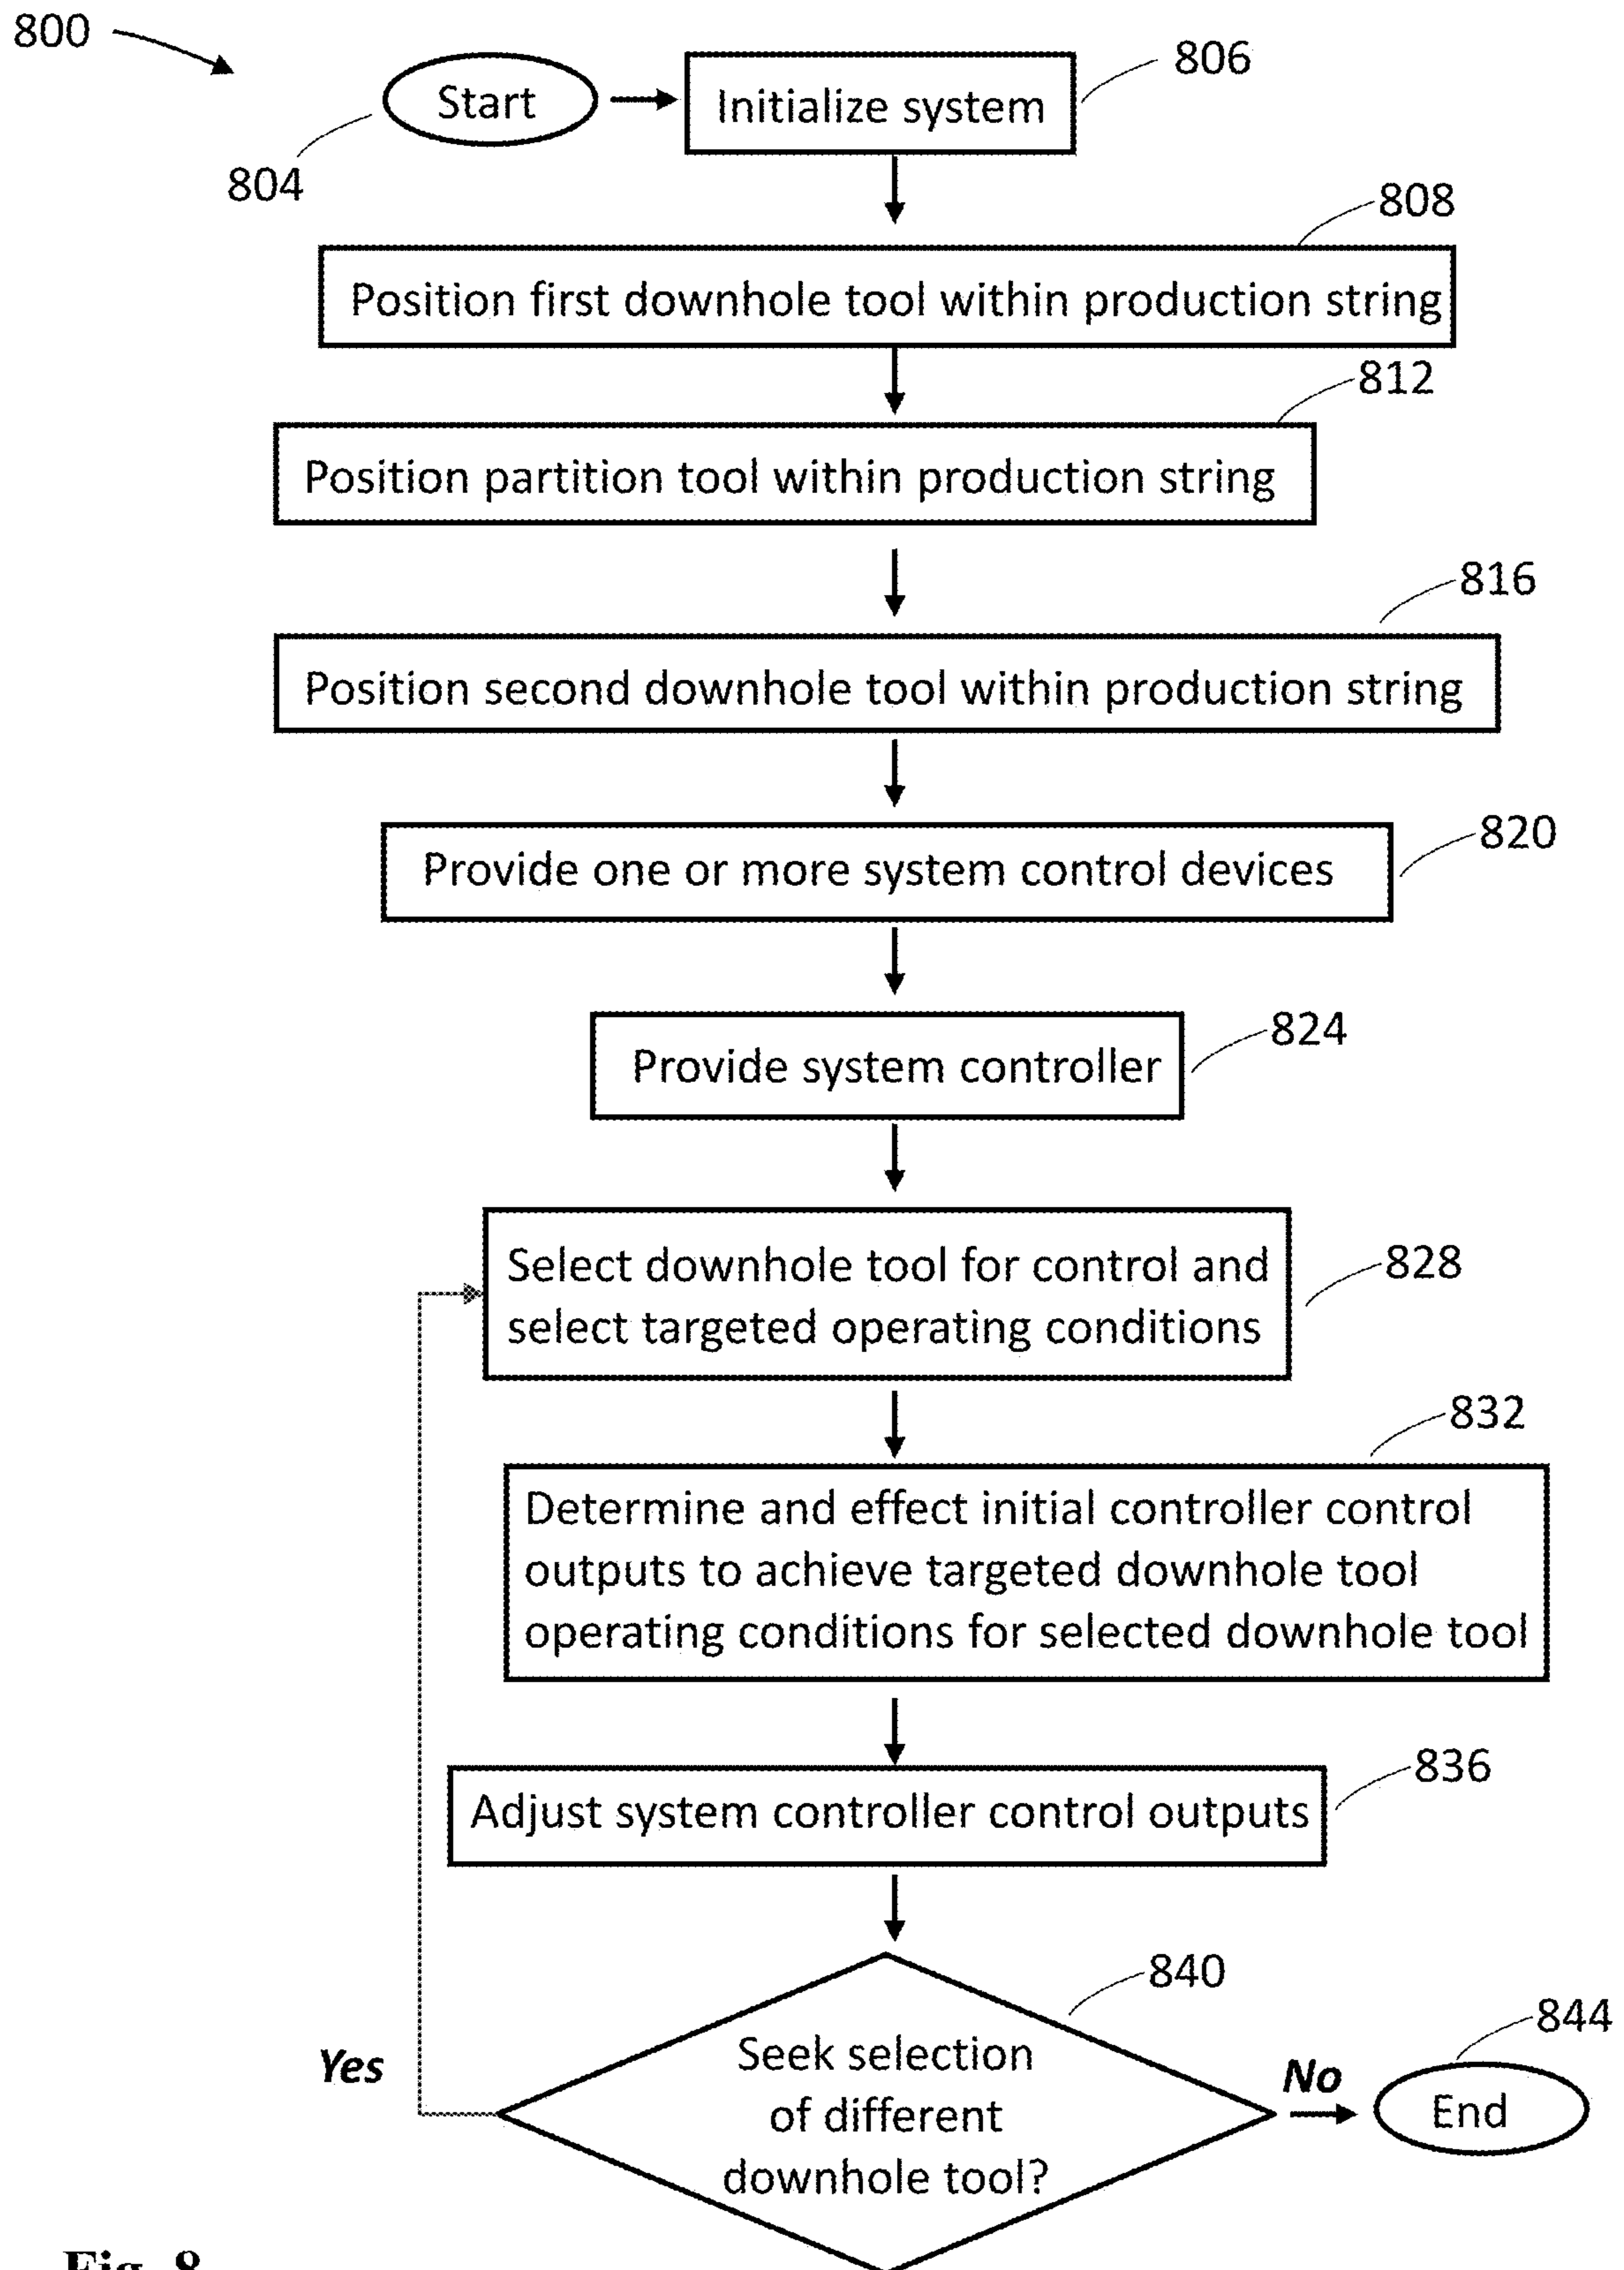 800
Start
804
Initialize system
806
808
Position first downhole tool within production string
812
Position partition tool within production string
816
Position second downhole tool within production string
820
Provide one or more system control devices
824
Provide system controller
828
Select downhole tool for control and
select targeted operating conditions
832
Determine and effect initial controller control
outputs to achieve targeted downhole tool
operating conditions for selected downhole tool
836
Adjust system controller control outputs
840
Seek selection
of different
downhole tool?
Yes
No
844
End
Fig. 8